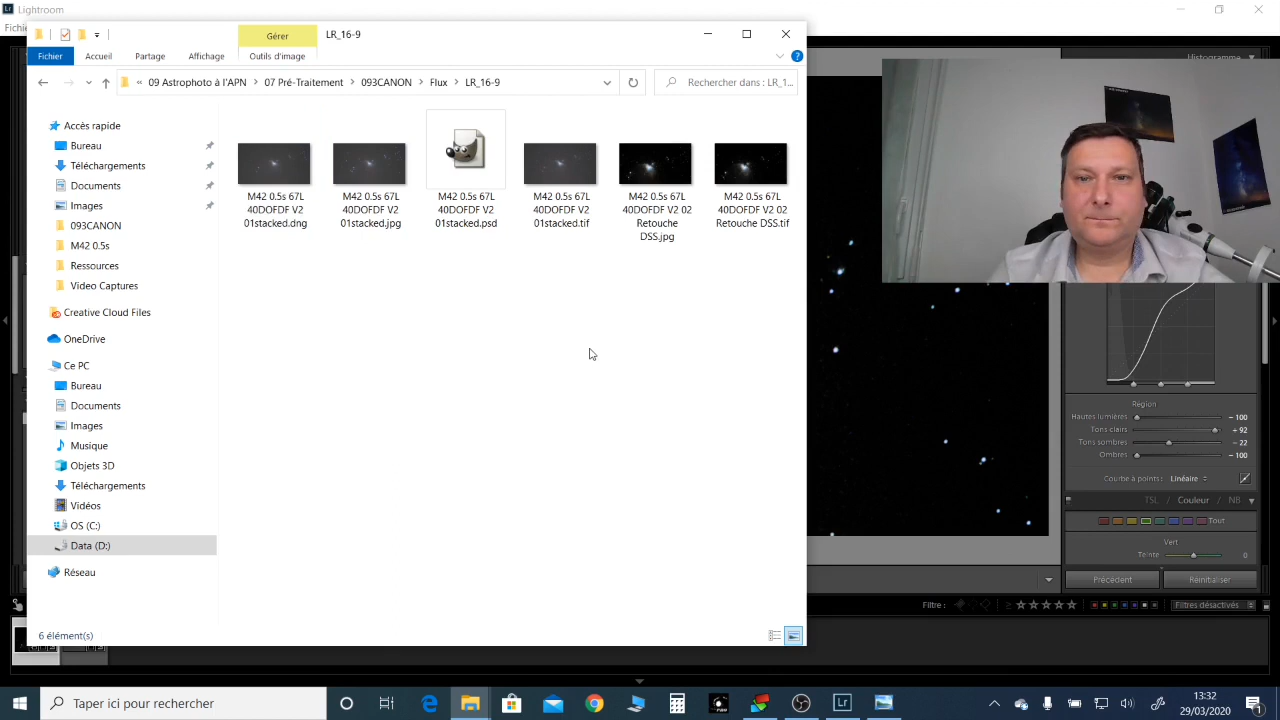 Lightroom
Fichie
Gérer
LR_16-9
Fichier
Accueil
Partage
Affichage
Outils d'image
« 09 Astrophoto à l'APN > 07 Pré-Traitement > 093CANON > Flux > LR_16-9
Rechercher dans : LR_1...
Histogramme
Accès rapide
Bureau
Téléchargements
Documents
Images
093CANON
M42 0.5s
Ressources
Video Captures
Creative Cloud Files
OneDrive
Ce PC
Bureau
Documents
Images
Musique
Objets 3D
Téléchargements
Vidéos
OS (C:)
Data (D:)
Réseau
M42 0.5s 67L
40DOFDF V2
01stacked.dng
M42 0.5s 67L
40DOFDF V2
01stacked.jpg
M42 0.5s 67L
40DOFDF V2
01stacked.psd
M42 0.5s 67L
40DOFDF V2
01stacked.tif
M42 0.5s 67L
40DOFDF V2 02
Retouche
DSS.jpg
M42 0.5s 67L
40DOFDF V2 02
Retouche DSS.tif
6 élément(s)
Région
Hautes lumières – 100
Tons clairs + 92
Tons sombres – 22
Ombres – 100
Courbe à points : Linéaire
TSL / Couleur / NB
Tout
Vert
Teinte 0
Précédent
Réinitialiser
Filtre :
Filtres désactivés
Taper ici pour rechercher
13:32
29/03/2020
1